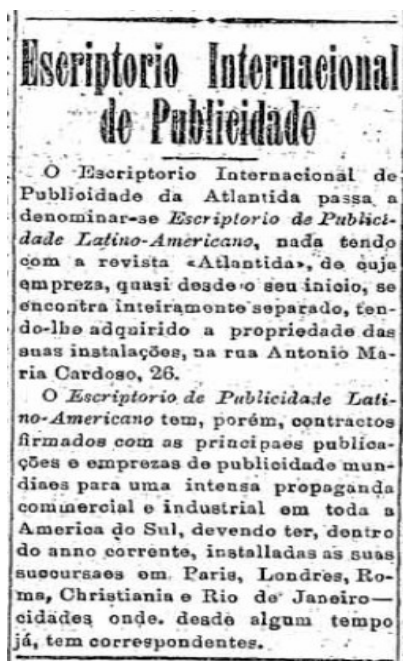 Escriptorio Internacional
de Publicidade
O Escriptorio Internacional de
Publicidade da Atlantida passa a
denominar-se Escriptorio de Publici-
dade Latino-Americano, nada tendo
com a revista «Atlantida», de cuja
empreza, quasi desde o seu inicio, se
encontra inteiramente separado, ten-
do-lhe adquirido a propriedade das
suas instalações, na rua Antonio Ma-
ria Cardoso, 26.
O Escriptorio de Publicidade Lati-
no-Americano tem, porém, contractos
firmados com as principaes publica-
ções e emprezas de publicidade mun-
diaes para uma intensa propaganda
commercial e industrial em toda a
America do Sul, devendo ter, dentro
do anno corrente, installadas as suas
succursaes em Paris, Londres, Ro-
ma, Christiania e Rio de Janeiro—
cidades onde. desde algum tempo
já, tem correspondentes.